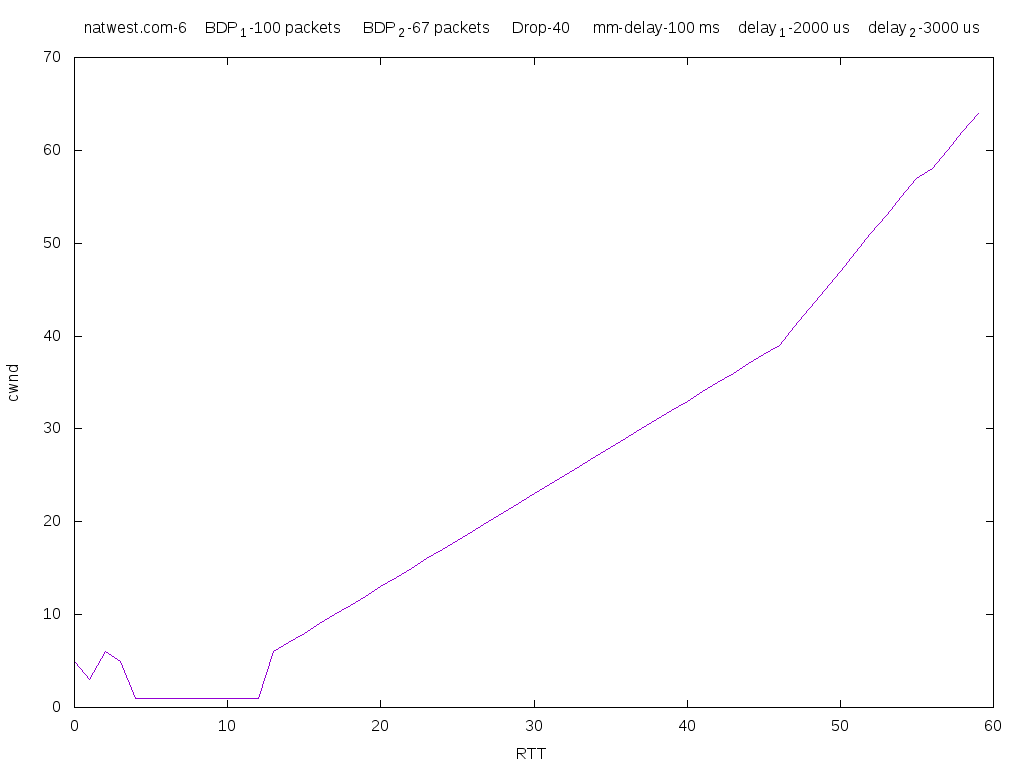 natwest.com-6 BDP1-100 packets BDP2-67 packets Drop-40 mm-delay-100 ms delay1-2000 us delay2-3000 us
70
60
50
40
30
20
10
0
cwnd
0 10 20 30 40 50 60
RTT